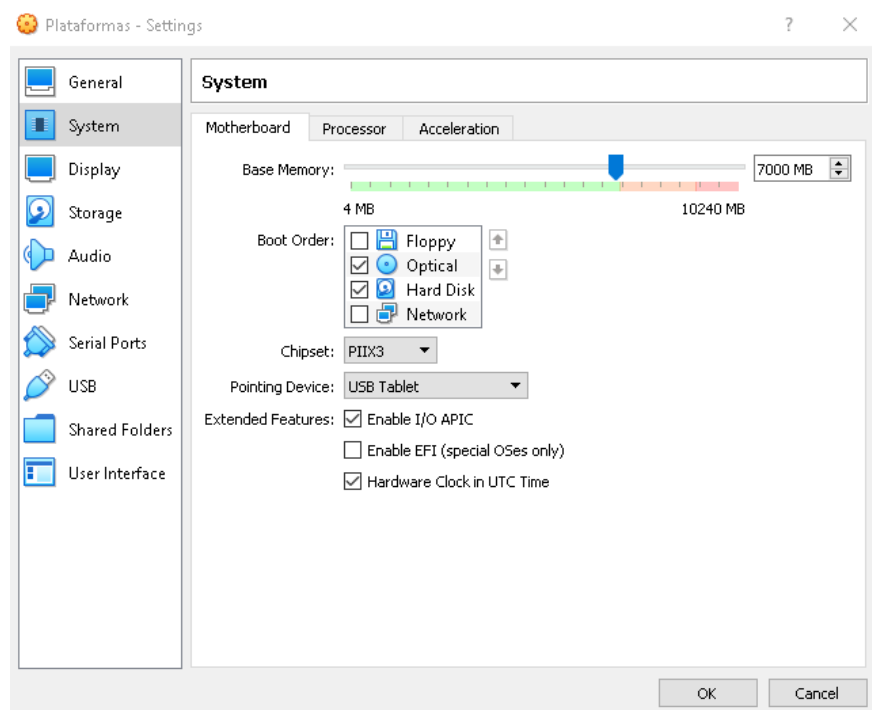 Plataformas - Settings
General
System
Display
Storage
Audio
Network
Serial Ports
USB
Shared Folders
User Interface
System
Motherboard Processor Acceleration
Base Memory: 7000 MB
4 MB 10240 MB
Boot Order: Floppy
Optical
Hard Disk
Network
Chipset: PIIX3
Pointing Device: USB Tablet
Extended Features: Enable I/O APIC
Enable EFI (special OSes only)
Hardware Clock in UTC Time
OK Cancel